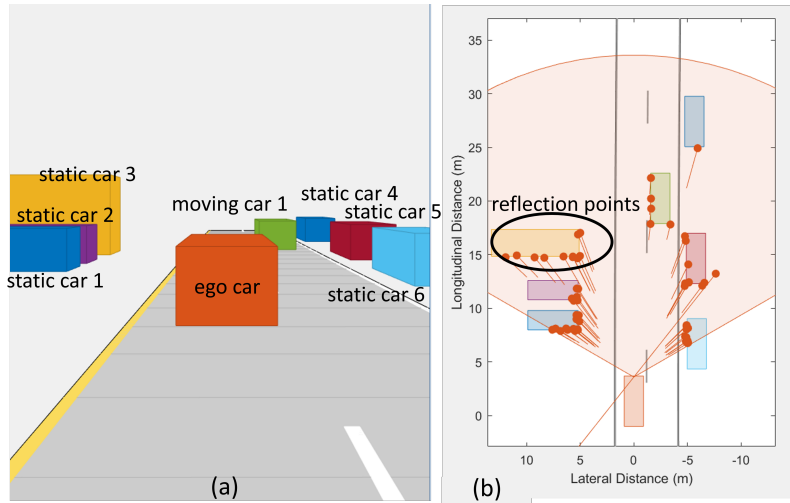 static car 3
static car 2
static car 1
moving car 1
static car 4
static car 5
static car 6
ego car
(a)
reflection points
35
30
25
20
15
10
5
0
Longitudinal Distance (m)
10
5
0
-5
-10
Lateral Distance (m)
(b)